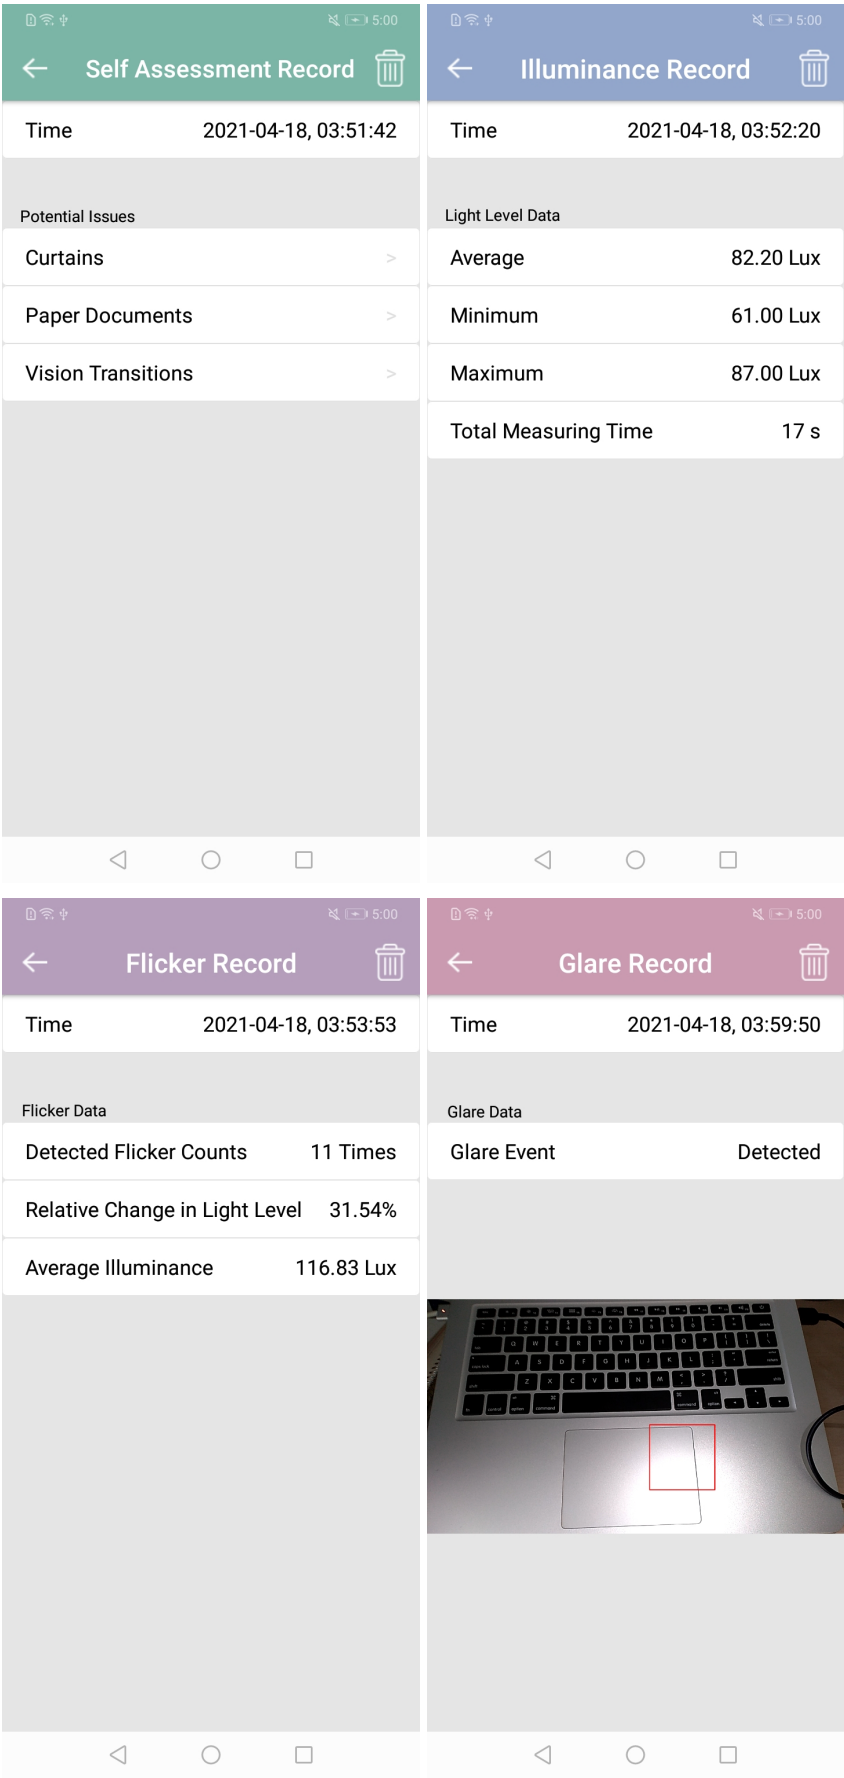 5:00
Self Assessment Record
Time 2021-04-18, 03:51:42
Potential Issues
Curtains >
Paper Documents >
Vision Transitions >
5:00
Illuminance Record
Time 2021-04-18, 03:52:20
Light Level Data
Average 82.20 Lux
Minimum 61.00 Lux
Maximum 87.00 Lux
Total Measuring Time 17 s
5:00
Flicker Record
Time 2021-04-18, 03:53:53
Flicker Data
Detected Flicker Counts 11 Times
Relative Change in Light Level 31.54%
Average Illuminance 116.83 Lux
5:00
Glare Record
Time 2021-04-18, 03:59:50
Glare Data
Glare Event Detected
Q W E R T Y U I O P
A S D F G H J K L
Z X C V B N M
control option command command option